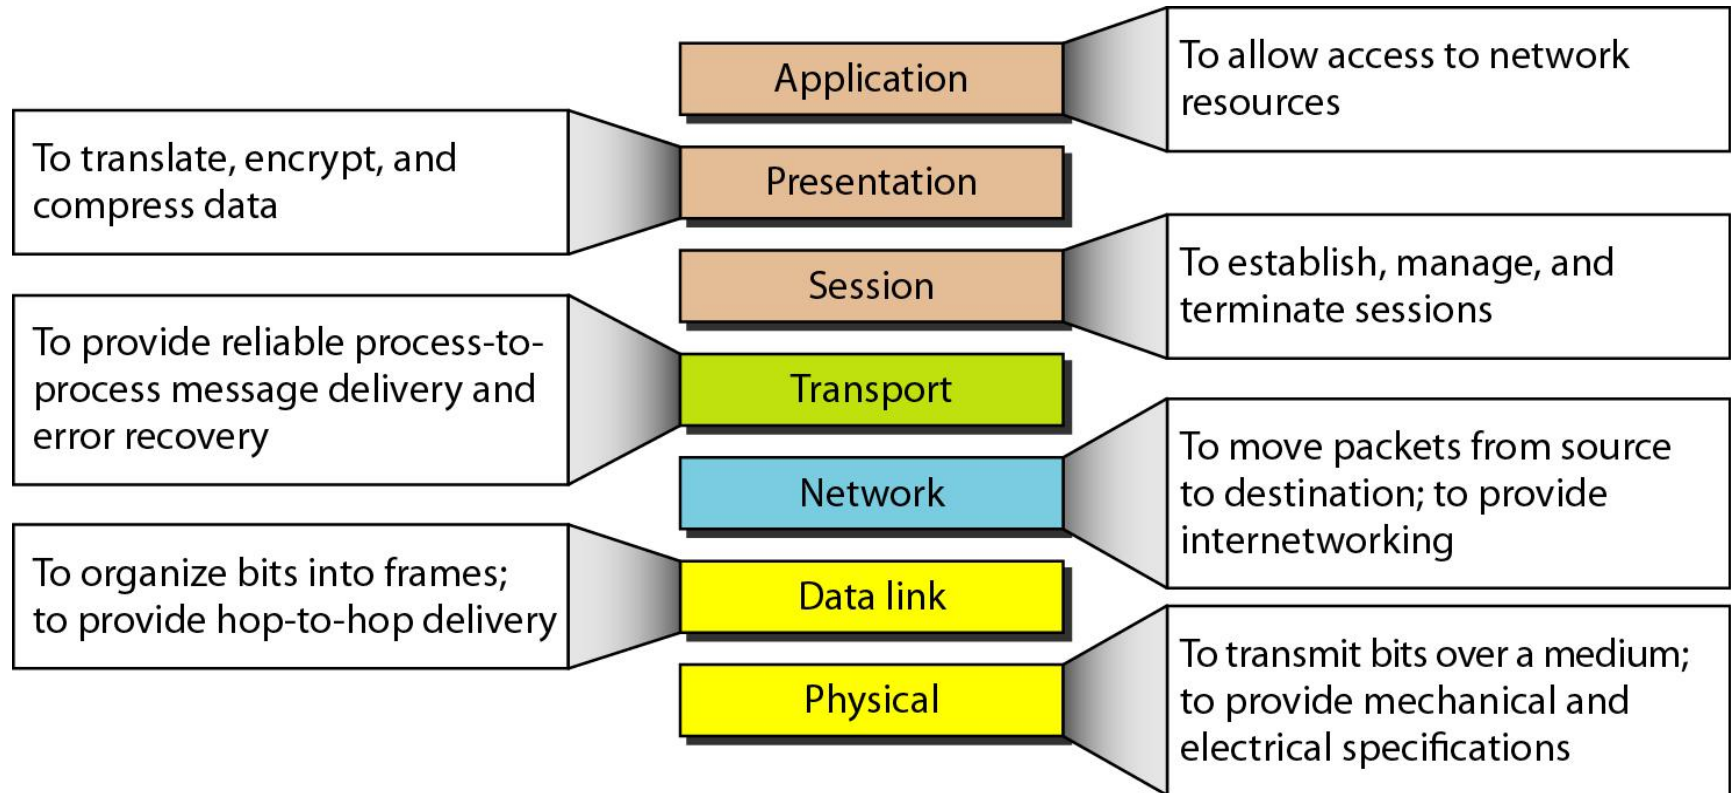 Application
To allow access to network
resources
To translate, encrypt, and
compress data
Presentation
Session
To establish, manage, and
terminate sessions
To provide reliable process-to-
process message delivery and
error recovery
Transport
Network
To move packets from source
to destination; to provide
internetworking
To organize bits into frames;
to provide hop-to-hop delivery
Data link
Physical
To transmit bits over a medium;
to provide mechanical and
electrical specifications